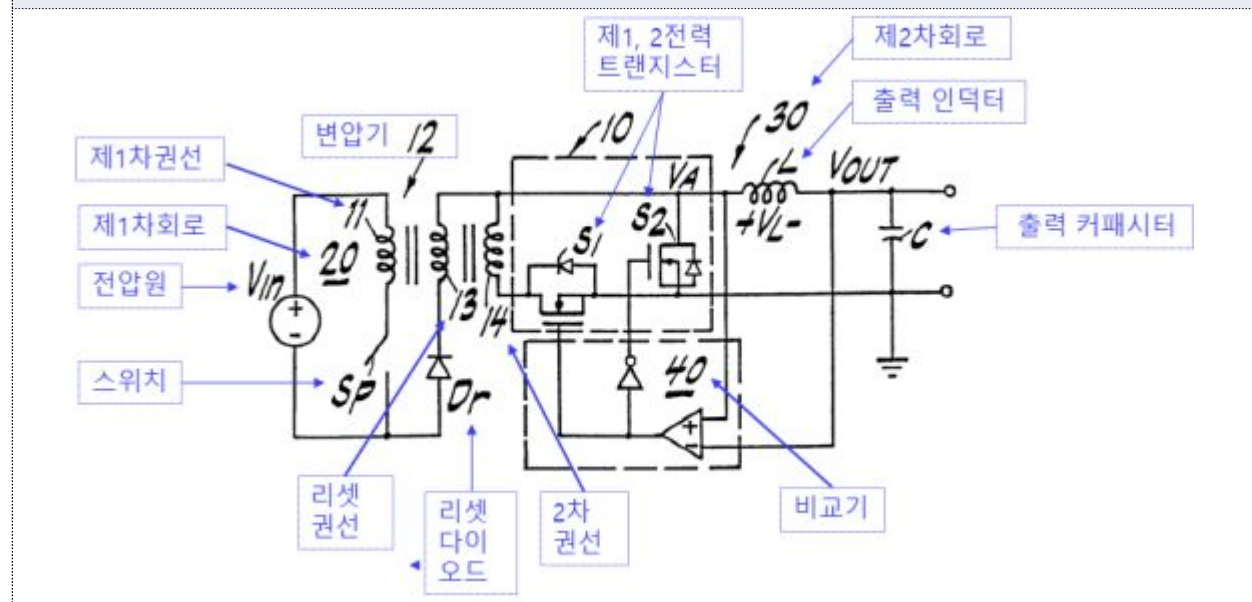 제1, 2전력
트랜지스터
제2차회로
출력 인덕터
변압기
12
10
30
제1차권선
VA
L
VOUT
제1차회로
11
S1
S2
+VL-
C
출력 커패시터
20
전압원
Vin
+
-
13
14
스위치
SP
Dr
40
+
-
리셋
권선
리셋
다이
오드
2차
권선
비교기